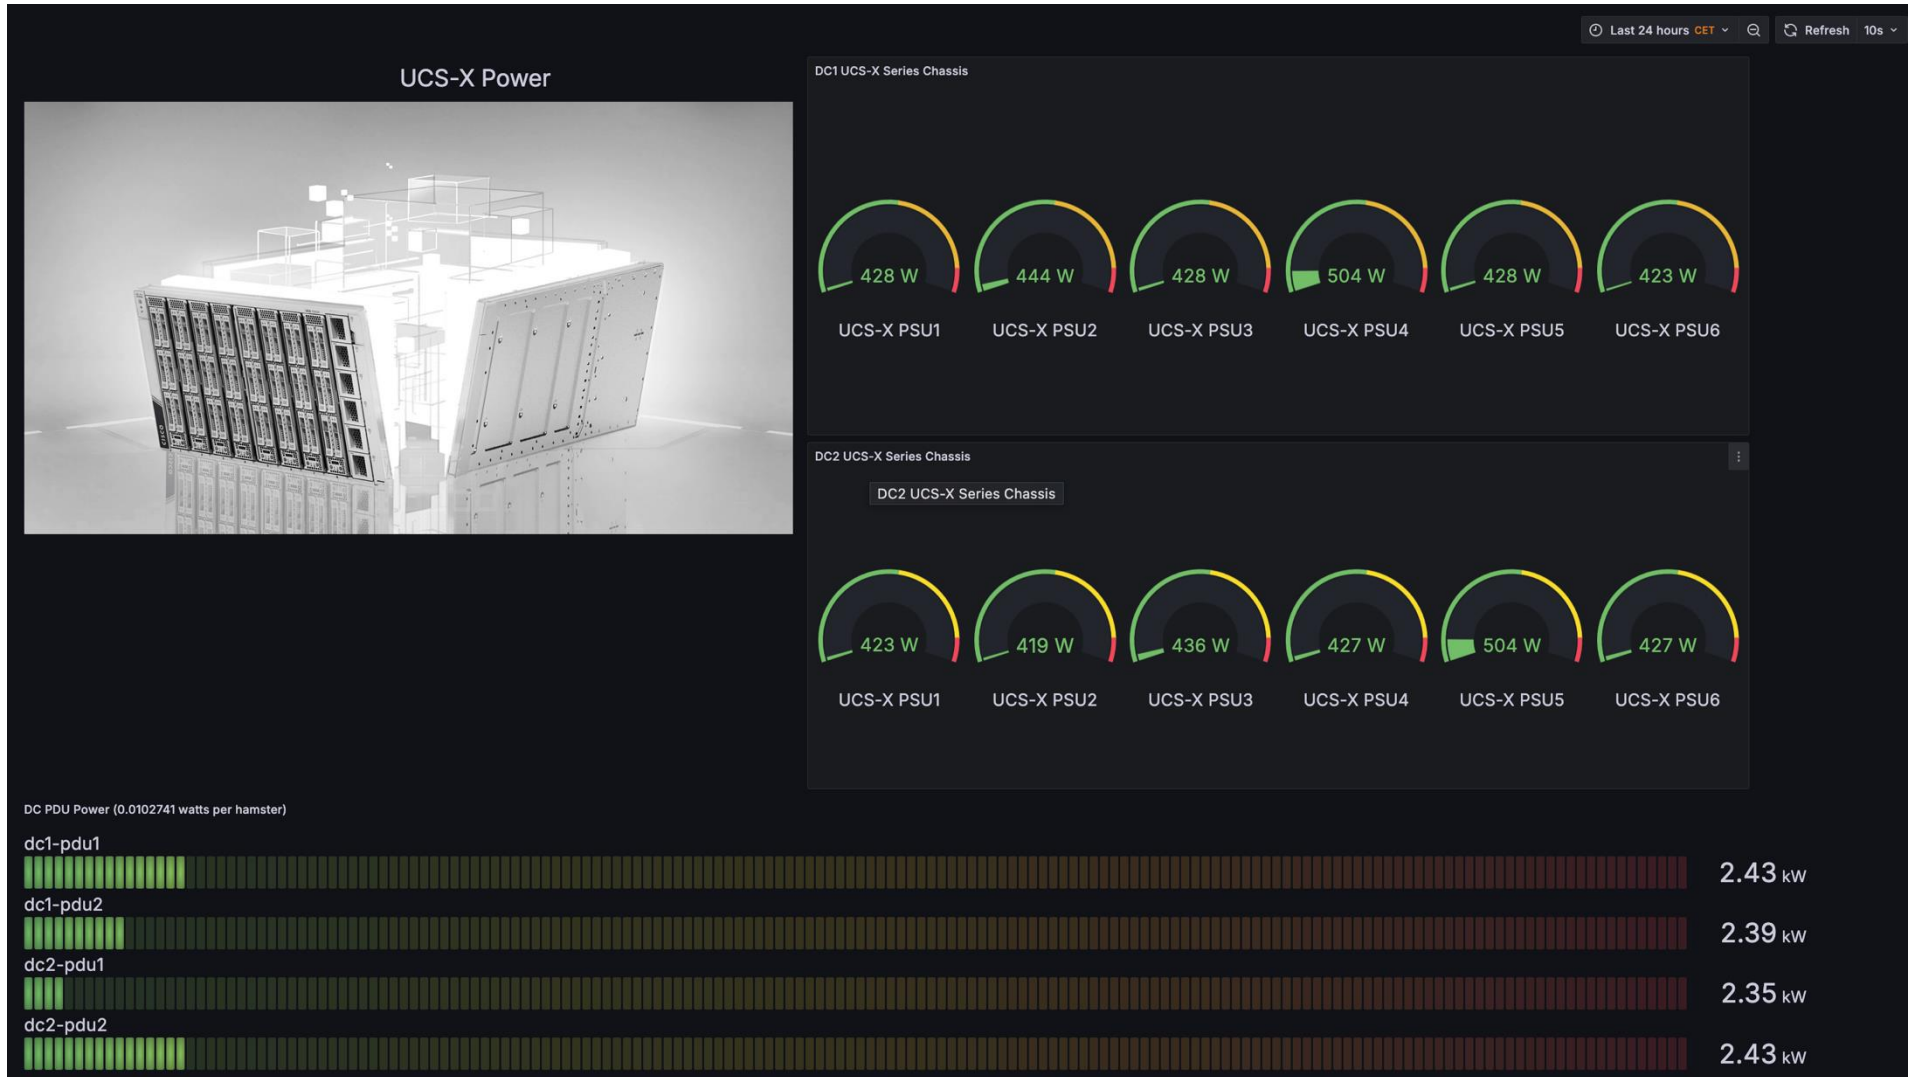 Last 24 hours CET
Refresh 10s
UCS-X Power
cisco
DC1 UCS-X Series Chassis
428 W 444 W 428 W 504 W 428 W 423 W
UCS-X PSU1 UCS-X PSU2 UCS-X PSU3 UCS-X PSU4 UCS-X PSU5 UCS-X PSU6
DC2 UCS-X Series Chassis
DC2 UCS-X Series Chassis
423 W 419 W 436 W 427 W 504 W 427 W
UCS-X PSU1 UCS-X PSU2 UCS-X PSU3 UCS-X PSU4 UCS-X PSU5 UCS-X PSU6
DC PDU Power (0.0102741 watts per hamster)
dc1-pdu1
2.43 kW
dc1-pdu2
2.39 kW
dc2-pdu1
2.35 kW
dc2-pdu2
2.43 kW